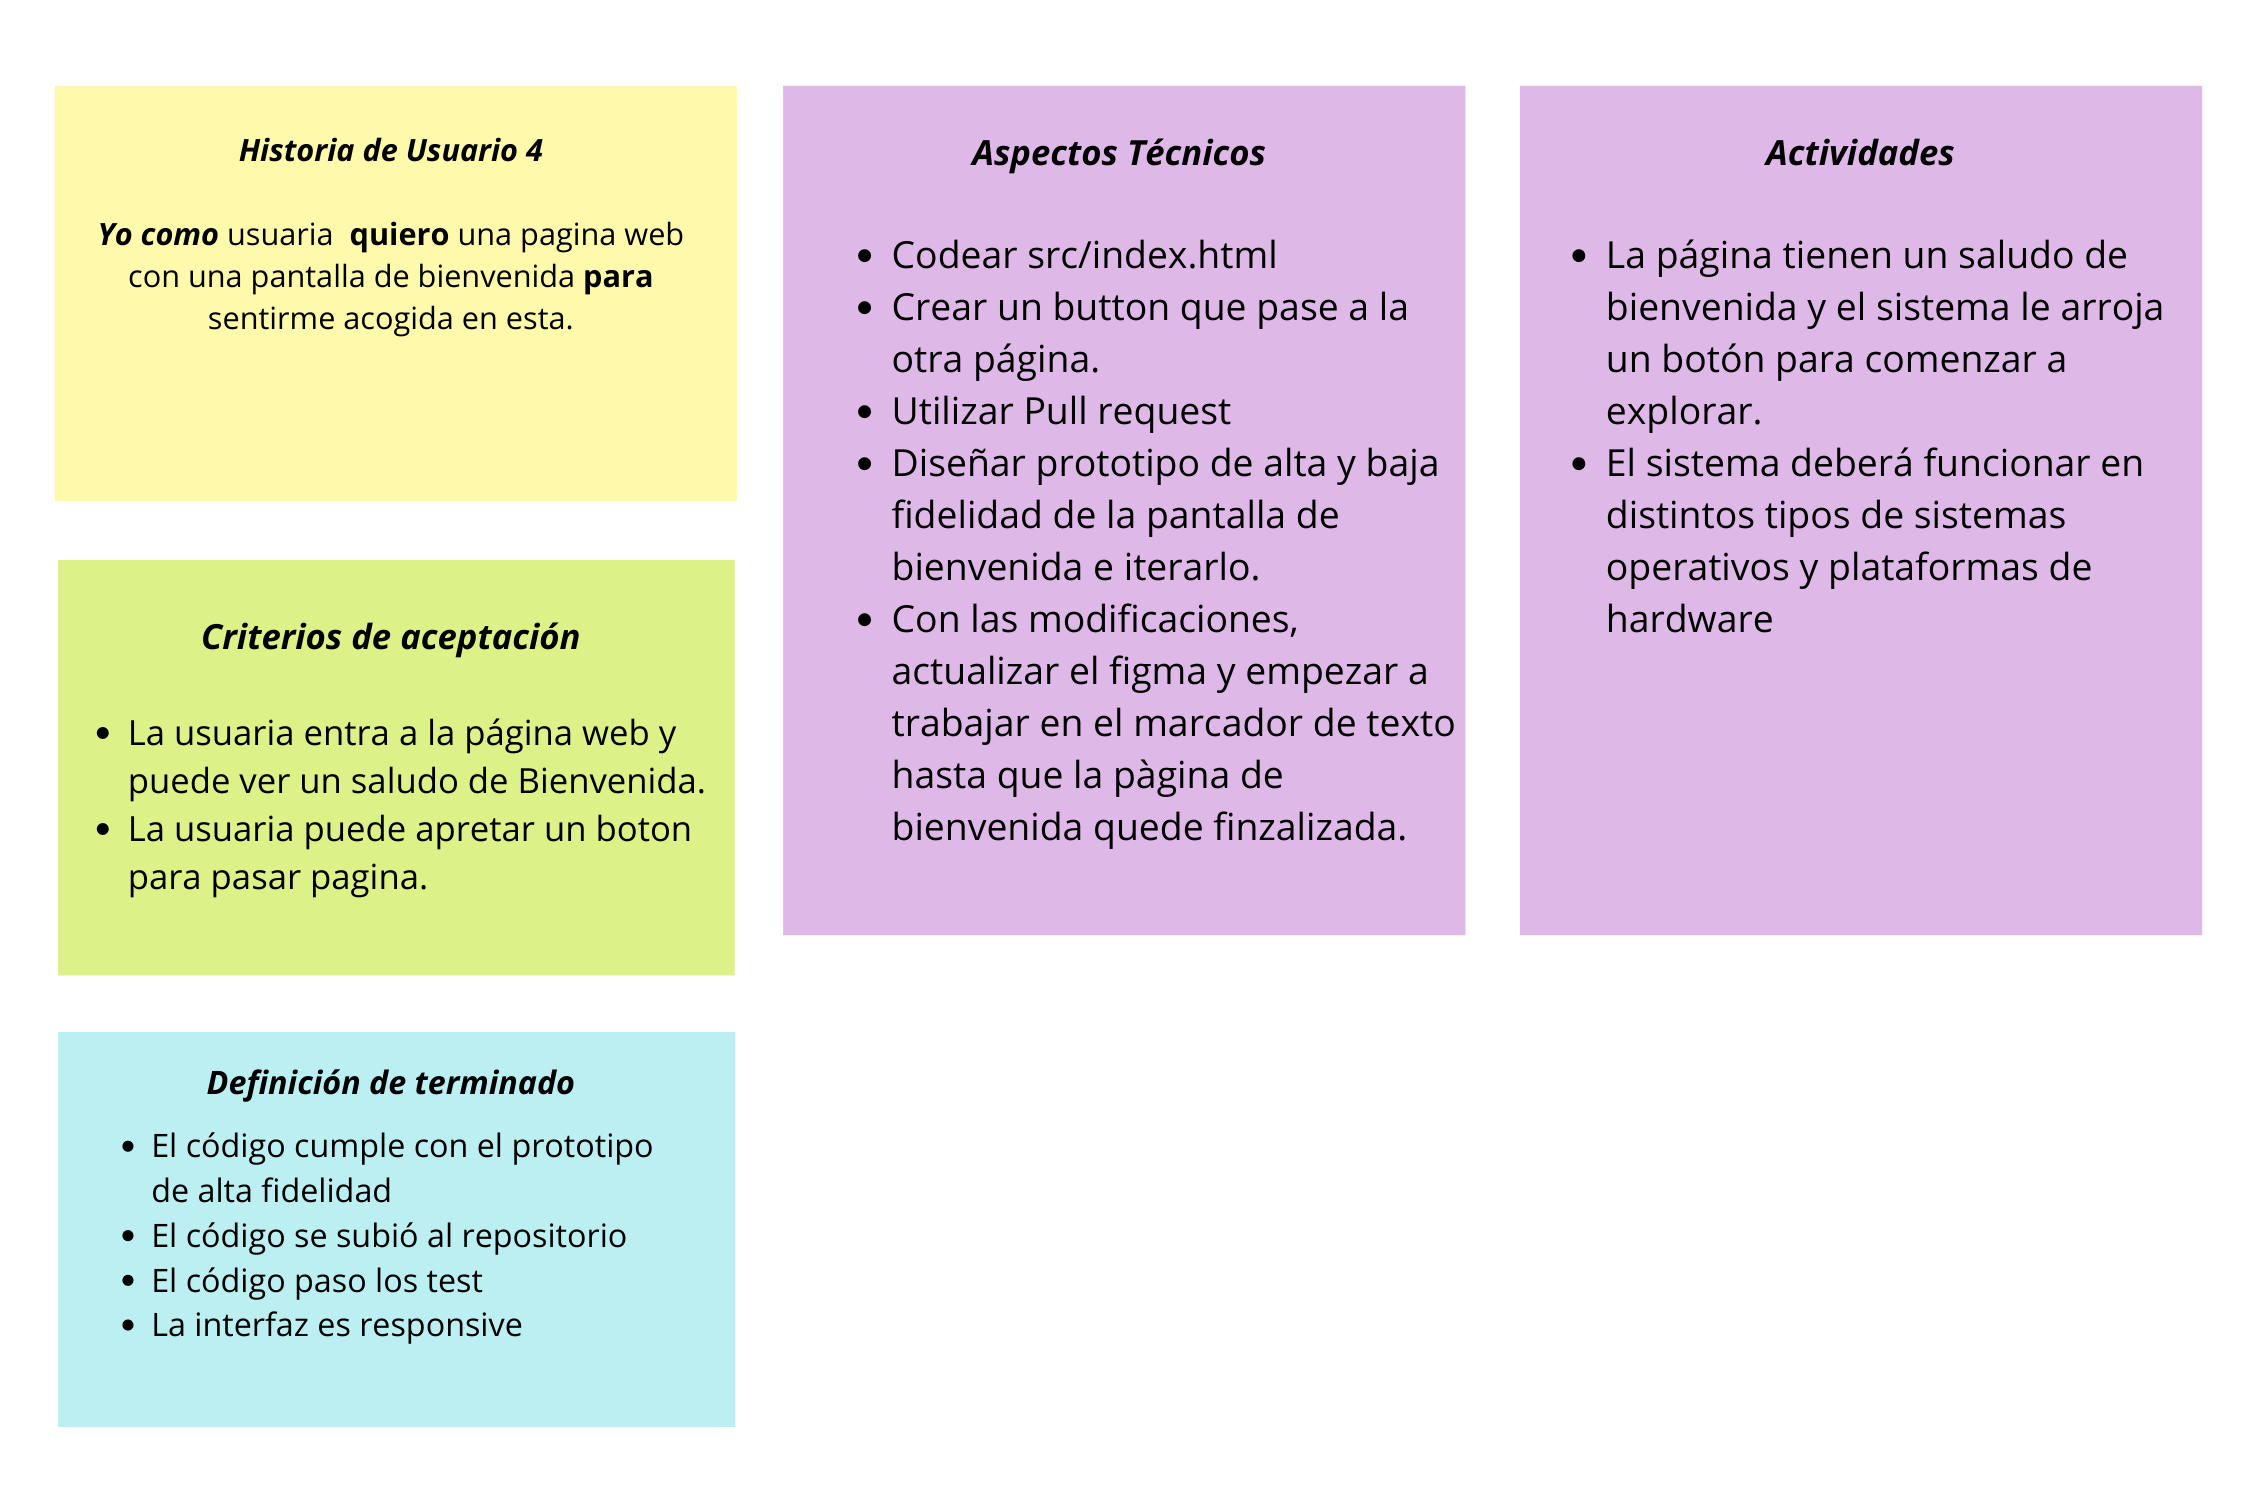 Historia de Usuario 4
Yo como usuaria  quiero una pagina web
con una pantalla de bienvenida para
sentirme acogida en esta.
Criterios de aceptación
• La usuaria entra a la página web y
puede ver un saludo de Bienvenida.
• La usuaria puede apretar un boton
para pasar pagina.
Definición de terminado
• El código cumple con el prototipo
de alta fidelidad
• El código se subió al repositorio
• El código paso los test
• La interfaz es responsive
Aspectos Técnicos
• Codear src/index.html
• Crear un button que pase a la
otra página.
• Utilizar Pull request
• Diseñar prototipo de alta y baja
fidelidad de la pantalla de
bienvenida e iterarlo.
• Con las modificaciones,
actualizar el figma y empezar a
trabajar en el marcador de texto
hasta que la pàgina de
bienvenida quede finzalizada.
Actividades
• La página tienen un saludo de
bienvenida y el sistema le arroja
un botón para comenzar a
explorar.
• El sistema deberá funcionar en
distintos tipos de sistemas
operativos y plataformas de
hardware